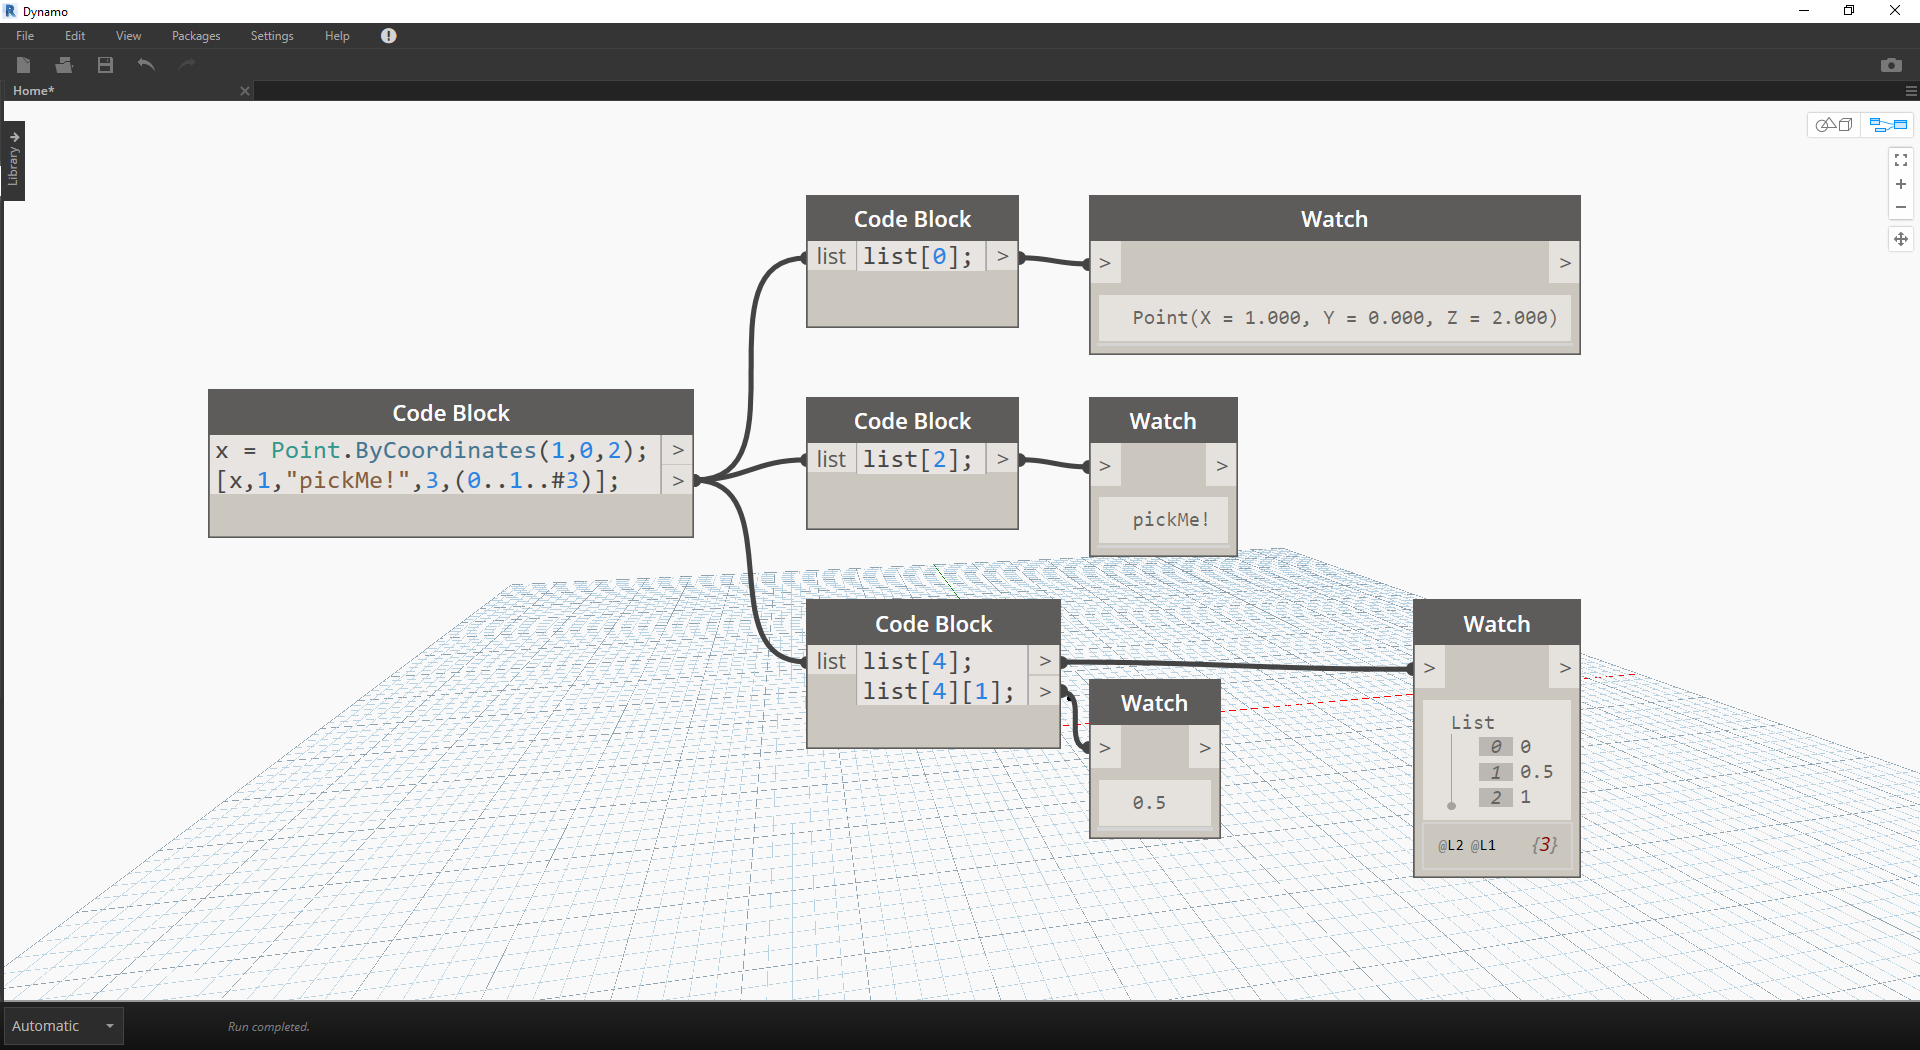 Dynamo
File Edit View Packages Settings Help
Home*
Library
Code Block
list list[0]; >
Watch
> >
Point(X = 1.000, Y = 0.000, Z = 2.000)
Code Block
x = Point.ByCoordinates(1,0,2); >
[x,1,"pickMe!",3,(0..1..#3)]; >
Code Block
list list[2]; >
Watch
> >
pickMe!
Code Block
list list[4]; >
list[4][1]; >
Watch
> >
0.5
Watch
> >
List
0 0
1 0.5
2 1
@L2 @L1 {3}
Automatic
Run completed.